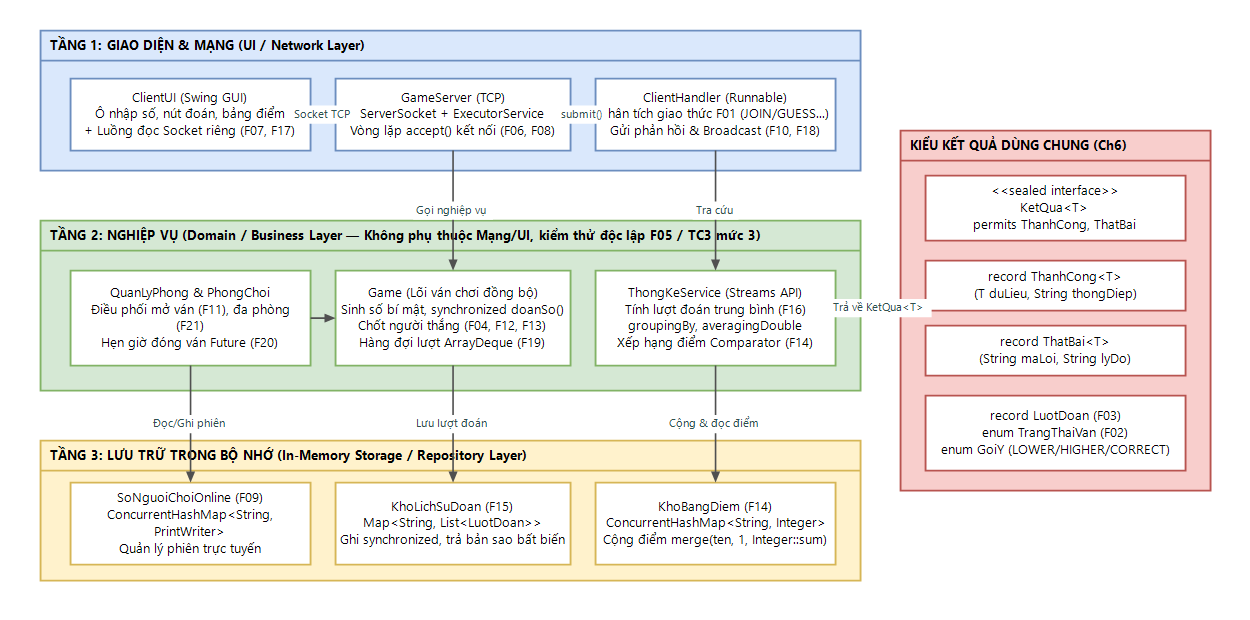 TẦNG 1: GIAO DIỆN & MẠNG (UI / Network Layer)
ClientUI (Swing GUI)
Ô nhập số, nút đoán, bảng điểm
+ Luồng đọc Socket riêng (F07, F17)
Socket TCP
GameServer (TCP)
ServerSocket + ExecutorService
Vòng lặp accept() kết nối (F06, F08)
submit()
ClientHandler (Runnable)
hân tích giao thức F01 (JOIN/GUESS...)
Gửi phản hồi & Broadcast (F10, F18)
Gọi nghiệp vụ
Tra cứu
TẦNG 2: NGHIỆP VỤ (Domain / Business Layer — Không phụ thuộc Mạng/UI, kiểm thử độc lập F05 / TC3 mức 3)
QuanLyPhong & PhongChoi
Điều phối mở ván (F11), đa phòng
(F21)
Hẹn giờ đóng ván Future (F20)
Game (Lõi ván chơi đồng bộ)
Sinh số bí mật, synchronized doanSo()
Chốt người thắng (F04, F12, F13)
Hàng đợi lượt ArrayDeque (F19)
ThongKeService (Streams API)
Tính lượt đoán trung bình (F16)
groupingBy, averagingDouble
Xếp hạng điểm Comparator (F14)
Trả về KetQua<T>
Đọc/Ghi phiên
Lưu lượt đoán
Cộng & đọc điểm
TẦNG 3: LƯU TRỮ TRONG BỘ NHỚ (In-Memory Storage / Repository Layer)
SoNguoiChoiOnline (F09)
ConcurrentHashMap<String,
PrintWriter>
Quản lý phiên trực tuyến
KhoLichSuDoan (F15)
Map<String, List<LuotDoan>>
Ghi synchronized, trả bản sao bất biến
KhoBangDiem (F14)
ConcurrentHashMap<String, Integer>
Cộng điểm merge(ten, 1, Integer::sum)
KIỂU KẾT QUẢ DÙNG CHUNG (Ch6)
<<sealed interface>>
KetQua<T>
permits ThanhCong, ThatBai
record ThanhCong<T>
(T duLieu, String thongDiep)
record ThatBai<T>
(String maLoi, String lyDo)
record LuotDoan (F03)
enum TrangThaiVan (F02)
enum GoiY (LOWER/HIGHER/CORRECT)